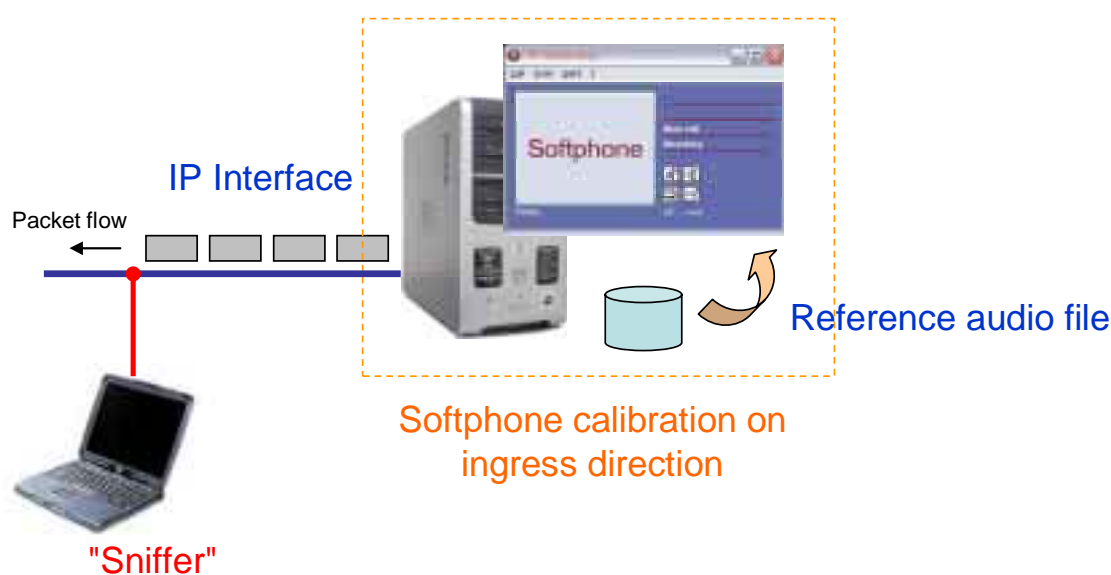 Softphone
IP Interface
Packet flow
Reference audio file
Softphone calibration on
ingress direction
"Sniffer"